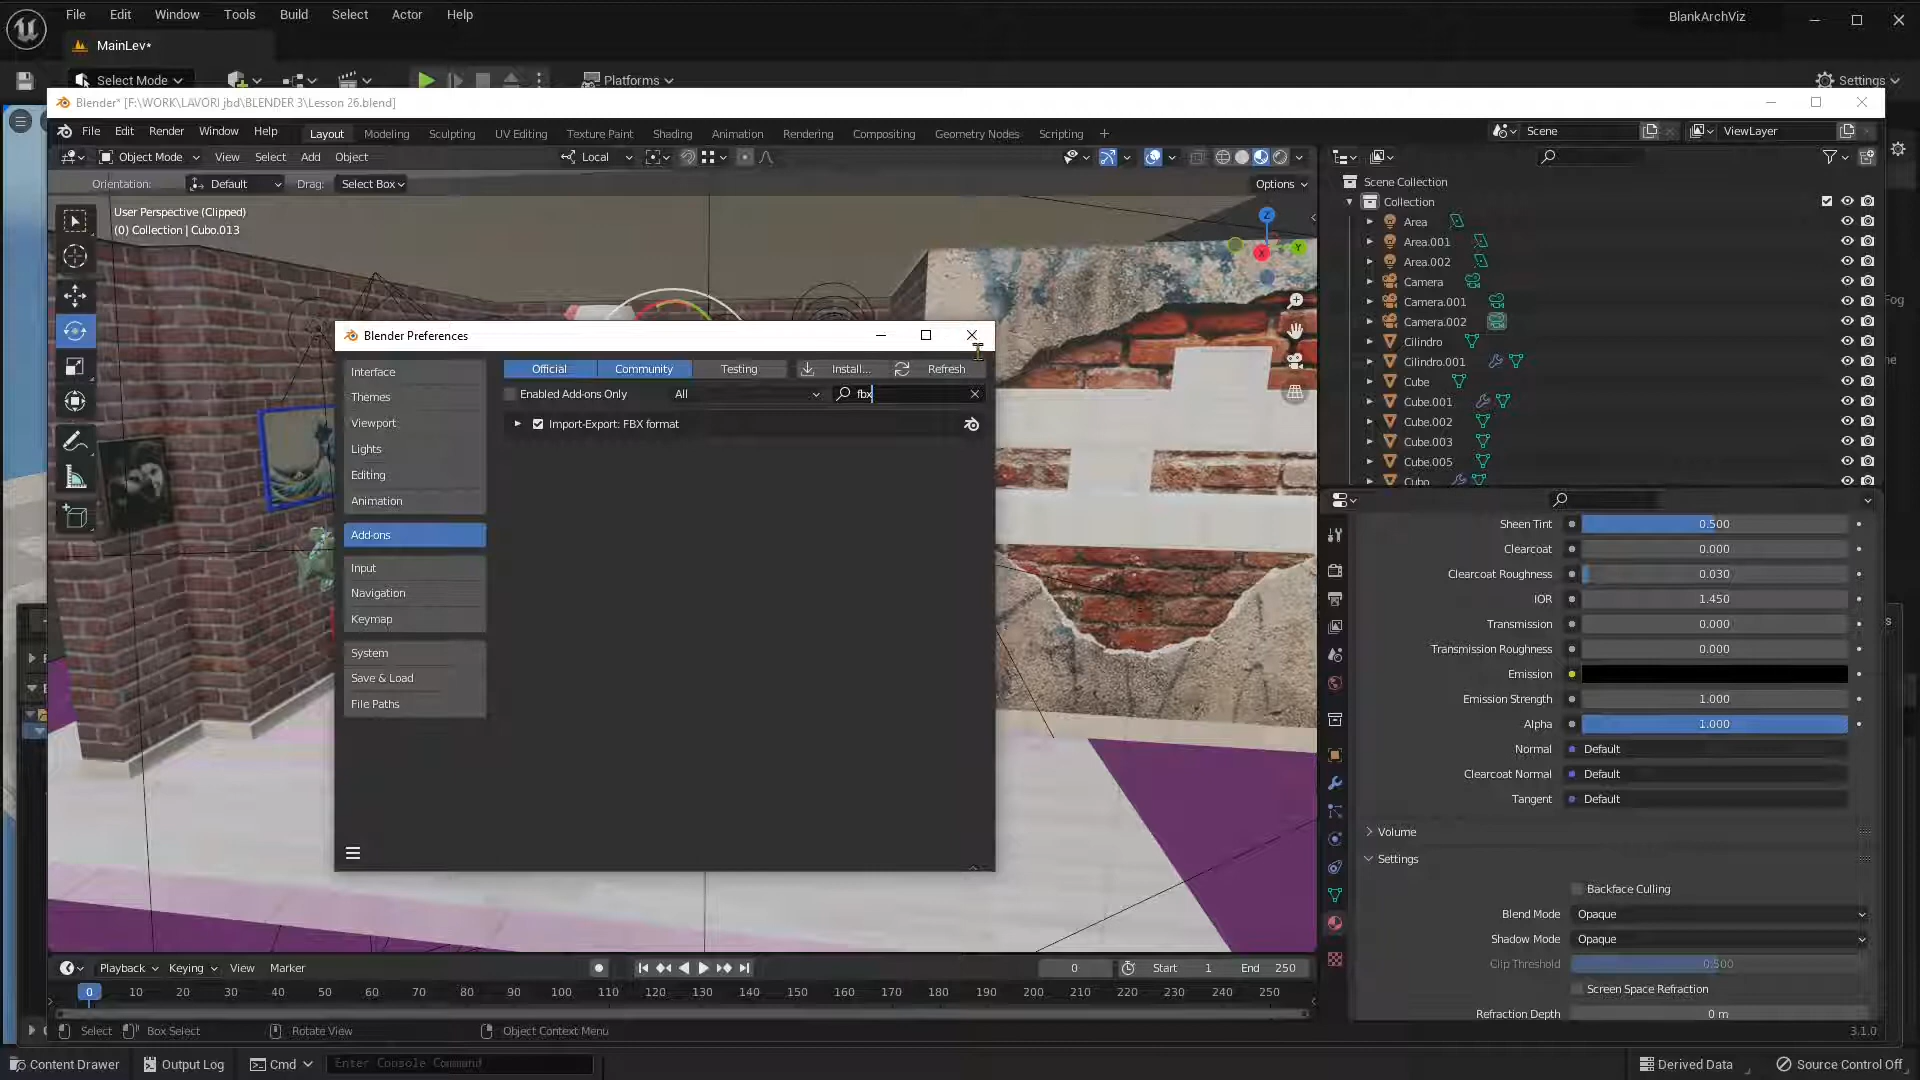 File Edit Window Tools Build Select Actor Help
BlankArchViz
MainLev*
Select Mode
Platforms
Settings
Blender* [F:\WORK\LAVORI jbd\BLENDER 3\Lesson 26.blend]
File Edit Render Window Help
Layout Modeling Sculpting UV Editing Texture Paint Shading Animation Rendering Compositing Geometry Nodes Scripting +
Scene
ViewLayer
Object Mode View Select Add Object
Local
Orientation: Default Drag: Select Box
Options
User Perspective (Clipped)
(0) Collection | Cubo.013
Z
Y
X
Scene Collection
Collection
Area
Area.001
Area.002
Camera
Camera.001
Camera.002
Cilindro
Cilindro.001
Cube
Cube.001
Cube.002
Cube.003
Cube.005
Cubo
Blender Preferences
Interface
Themes
Viewport
Lights
Editing
Animation
Add-ons
Input
Navigation
Keymap
System
Save & Load
File Paths
Official Community Testing Install... Refresh
Enabled Add-ons Only All fbx
Import-Export: FBX format
Sheen Tint 0.500
Clearcoat 0.000
Clearcoat Roughness 0.030
IOR 1.450
Transmission 0.000
Transmission Roughness 0.000
Emission
Emission Strength 1.000
Alpha 1.000
Normal Default
Clearcoat Normal Default
Tangent Default
Volume
Settings
Backface Culling
Blend Mode Opaque
Shadow Mode Opaque
Clip Threshold 0.500
Screen Space Refraction
Refraction Depth 0 m
Playback Keying View Marker
0 Start 1 End 250
0 10 20 30 40 50 60 70 80 90 100 110 120 130 140 150 160 170 180 190 200 210 220 230 240 250
Select Box Select Rotate View Object Context Menu
3.1.0
Content Drawer Output Log Cmd Enter Console Command
Derived Data Source Control Off